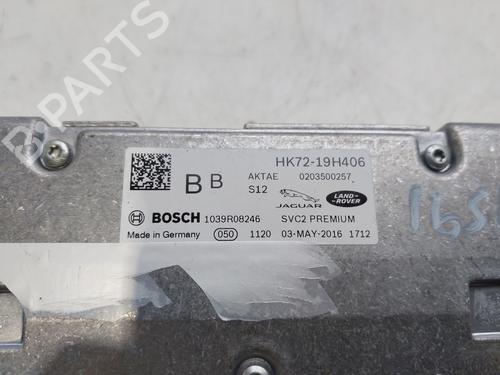 HK72-19H406
B B AKTAE 0203500257
S12
JAGUAR LAND ROVER
BOSCH 1039R08246 SVC2 PREMIUM
Made in Germany 050 1120 03-MAY-2016 1712
165
B-PARTS